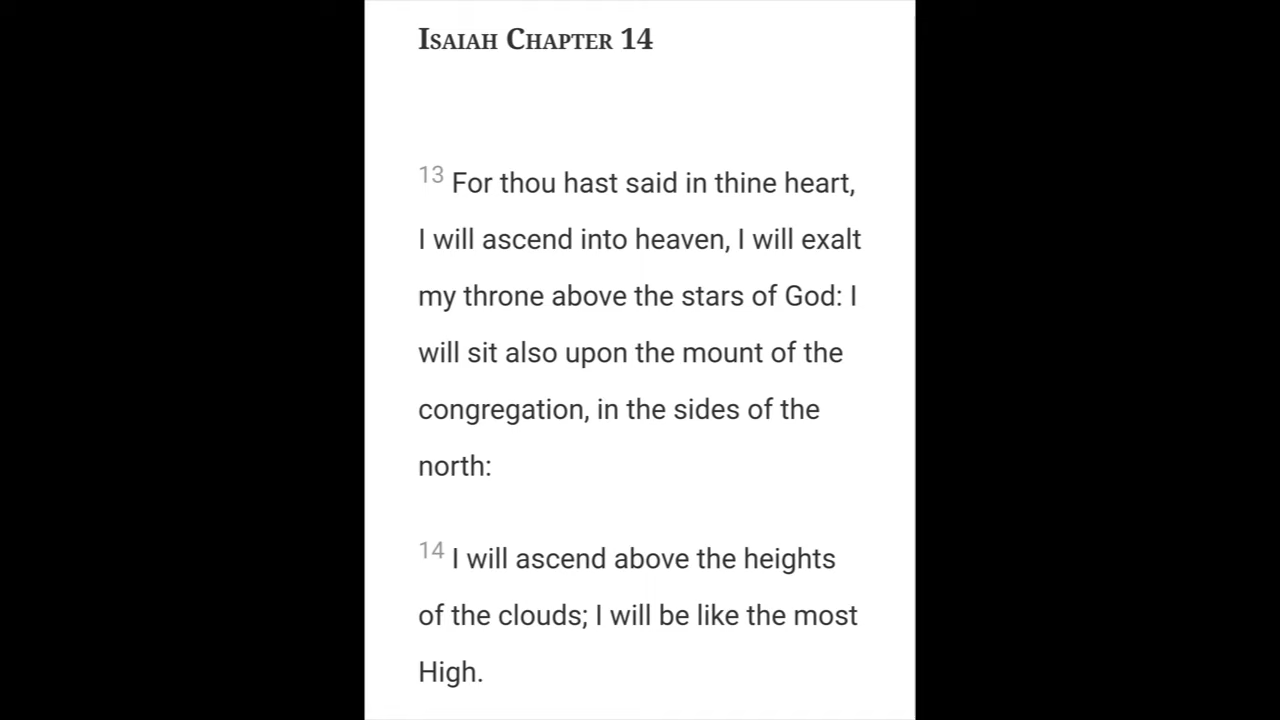 Isaiah Chapter 14
13 For thou hast said in thine heart,
I will ascend into heaven, I will exalt
my throne above the stars of God: I
will sit also upon the mount of the
congregation, in the sides of the
north:
14 I will ascend above the heights
of the clouds; I will be like the most
High.